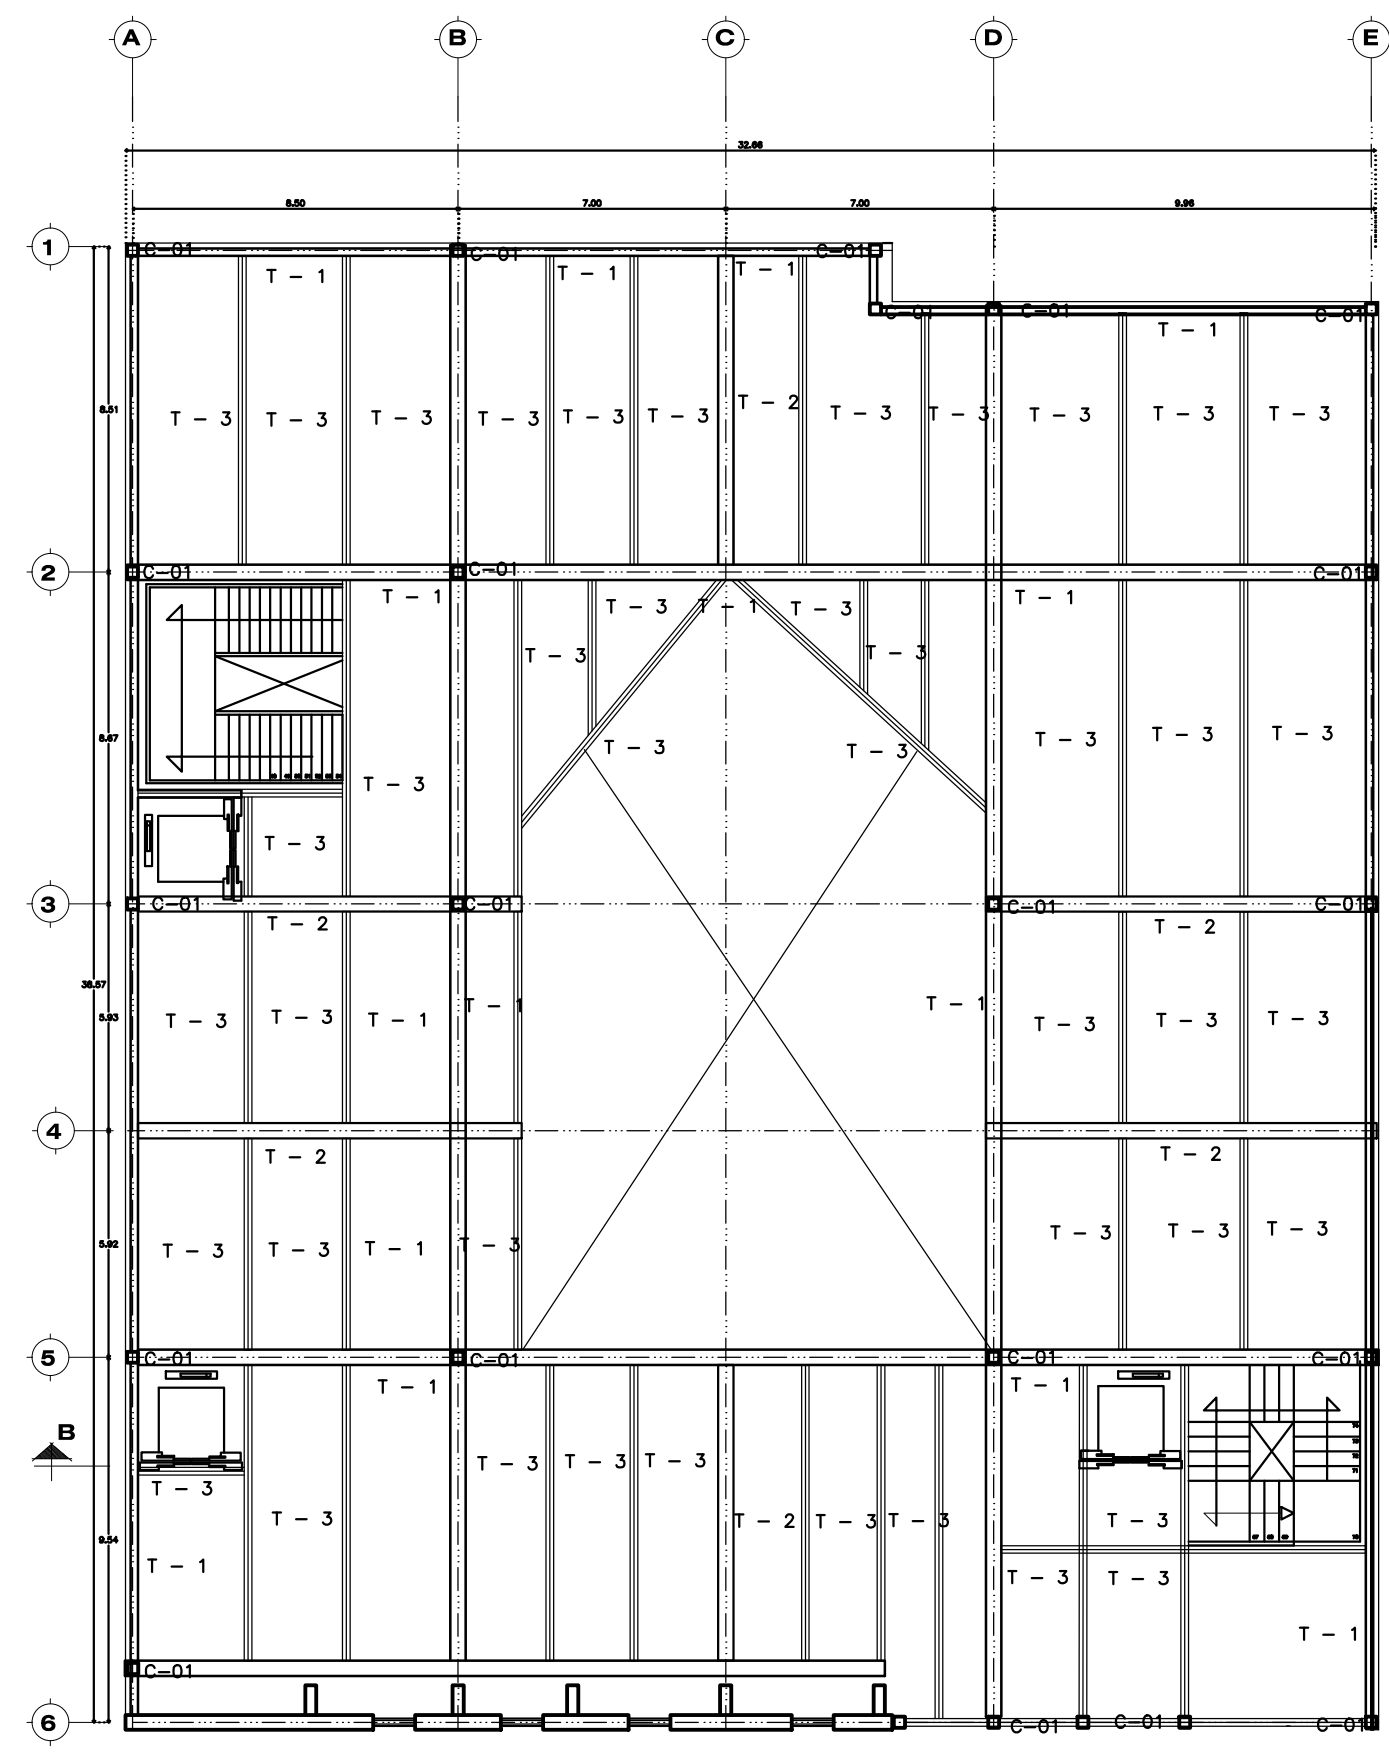 A B C D E
32.66
8.50 7.00 7.00 9.96
1
C-01 C-01 C-01
T - 1 T - 1 T - 1
C-01 C-01 C-01
T - 1
8.51
T - 2
T - 3 T - 3 T - 3 T - 3 T - 3 T - 3 T - 3 T - 3 T - 3 T - 3 T - 3
2
C-01 C-01 C-01
T - 1 T - 3 T - 1 T - 3 T - 1
T - 3 T - 3
8.67
T - 3 T - 3 T - 3 T - 3 T - 3
T - 3
T - 3
3
C-01 C-01 C-01 C-01
T - 2 T - 2
36.57
T - 1 T - 1
5.93
T - 3 T - 3 T - 1 T - 3 T - 3 T - 3
4
T - 2 T - 2
5.92
T - 3 T - 3 T - 1 T - 3 T - 3 T - 3 T - 3
5
C-01 C-01 C-01 C-01
T - 1 T - 1
B
T - 3 T - 3 T - 3
T - 3
T - 3 T - 2 T - 3 T - 3 T - 3
9.54
T - 1 T - 3 T - 3
T - 1
C-01
6
C-01 C-01 C-01